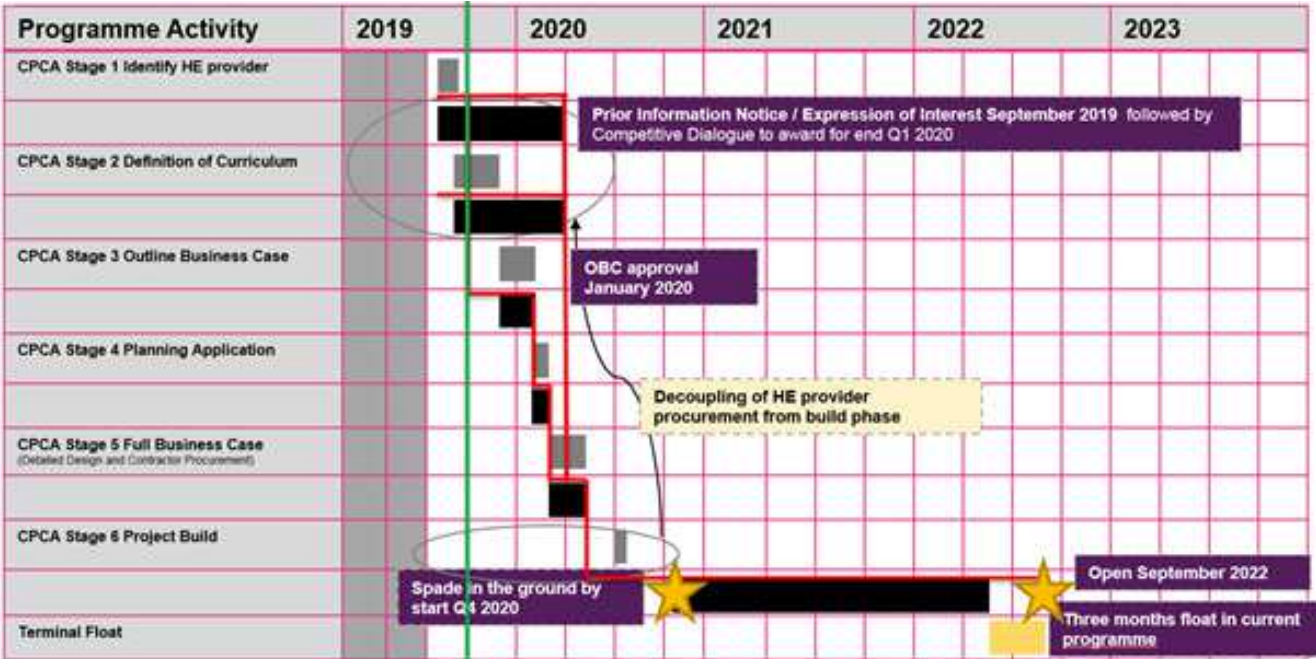 Programme Activity 2019 2020 2021 2022 2023
CPCA Stage 1 Identify HE provider
Prior Information Notice / Expression of Interest September 2019 followed by
Competitive Dialogue to award for end Q1 2020
CPCA Stage 2 Definition of Curriculum
CPCA Stage 3 Outline Business Case
OBC approval
January 2020
CPCA Stage 4 Planning Application
Decoupling of HE provider
procurement from build phase
CPCA Stage 5 Full Business Case
(Detailed Design and Contractor Procurement)
CPCA Stage 6 Project Build
Open September 2022
Spade in the ground by
start Q4 2020
Three months float in current
programme
Terminal Float